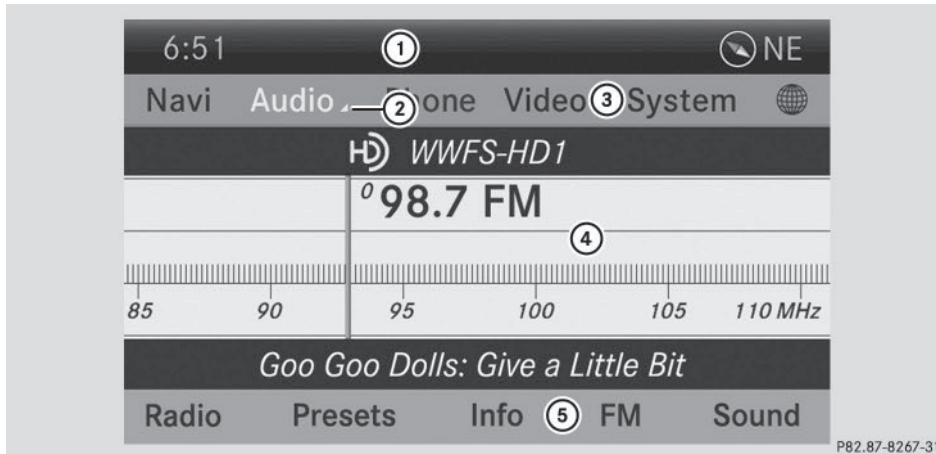 6:51 1 NE
Navi Audio 2 Phone Video 3 System
HD WWFS-HD1
0 98.7 FM
4
85 90 95 100 105 110 MHz
Goo Goo Dolls: Give a Little Bit
Radio Presets Info 5 FM Sound
P82.87-8267-31